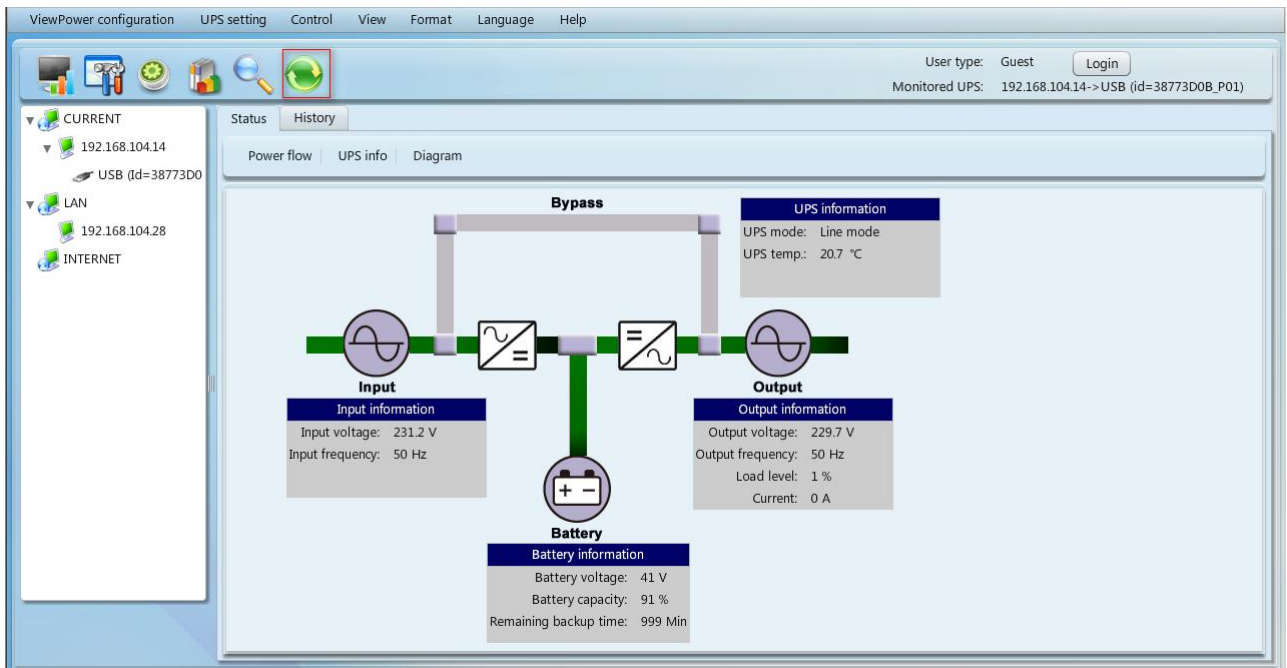 ViewPower configuration UPS setting Control View Format Language Help
User type: Guest Login
Monitored UPS: 192.168.104.14->USB (id=38773D0B_P01)
CURRENT
192.168.104.14
USB (Id=38773D0
LAN
192.168.104.28
INTERNET
Status History
Power flow UPS info Diagram
Bypass
UPS information
UPS mode: Line mode
UPS temp.: 20.7 ℃
Input
Input information
Input voltage: 231.2 V
Input frequency: 50 Hz
Output
Output information
Output voltage: 229.7 V
Output frequency: 50 Hz
Load level: 1 %
Current: 0 A
Battery
Battery information
Battery voltage: 41 V
Battery capacity: 91 %
Remaining backup time: 999 Min